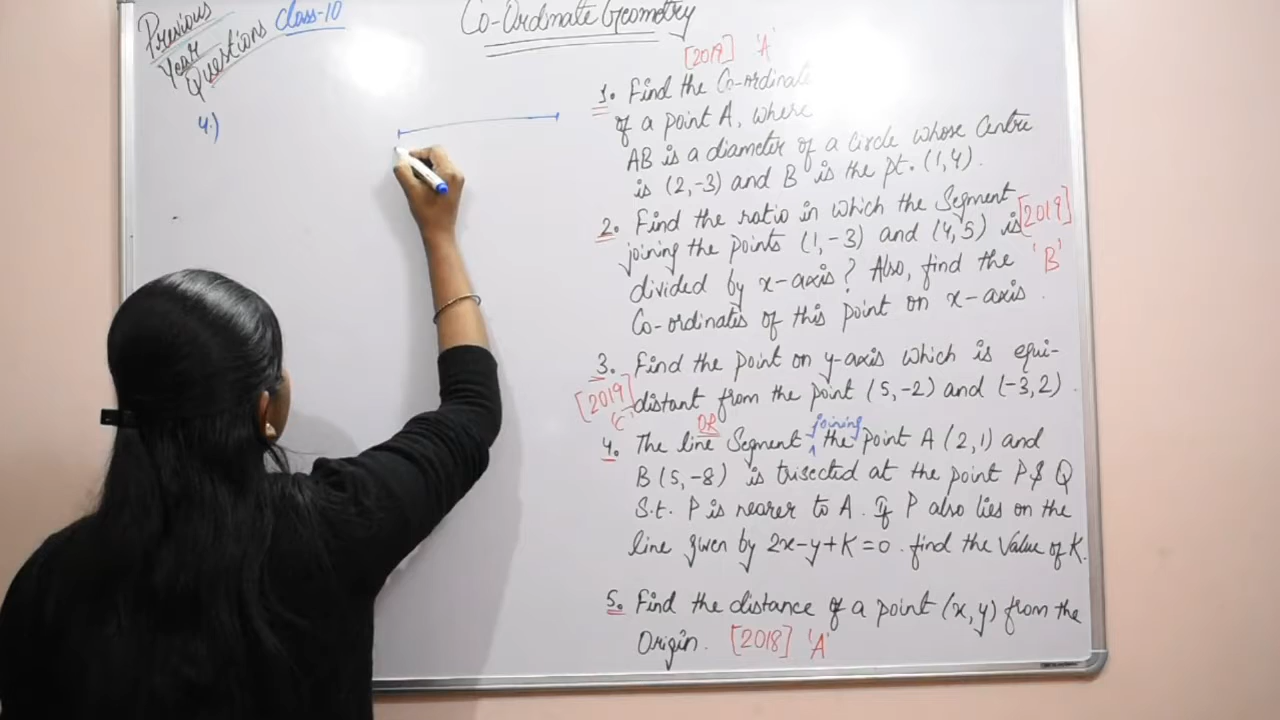 Previous
Year
Questions Class-10
Co-Ordinate Geometry
[2019] 'A'
4.)
1. Find the Co-ordinate
of a point A, where
AB is a diameter of a Circle whose Centre
is (2,-3) and B is the pt. (1,4).
2. Find the ratio in which the Segment
joining the points (1,-3) and (4,5) is [2019]
divided by x-axis? Also, find the 'B'
Co-ordinates of this point on x-axis.
3. Find the point on y-axis which is equi-
[2019] distant from the point (5,-2) and (-3,2).
'C' OR joining
4. The line Segment ^ the point A (2,1) and
B (5,-8) is trisected at the point P & Q
S.t. P is nearer to A. If P also lies on the
line given by 2x-y+K=0. find the Value of K.
5. Find the distance of a point (x,y) from the
Origin. [2018] 'A'